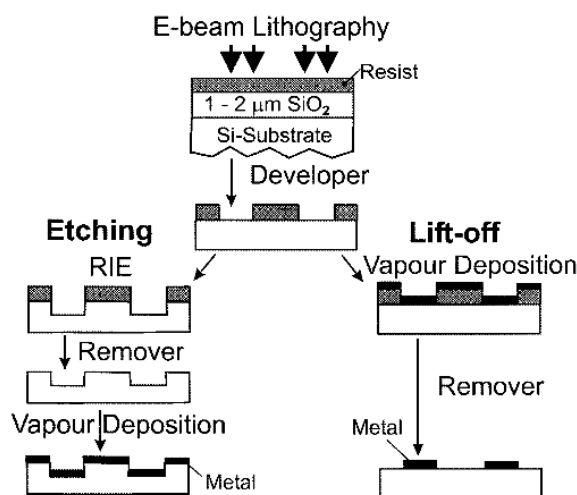 E-beam Lithography
Resist
1 - 2 μm SiO₂
Si-Substrate
Developer
Etching
RIE
Remover
Vapour Deposition
Metal
Lift-off
Vapour Deposition
Remover
Metal